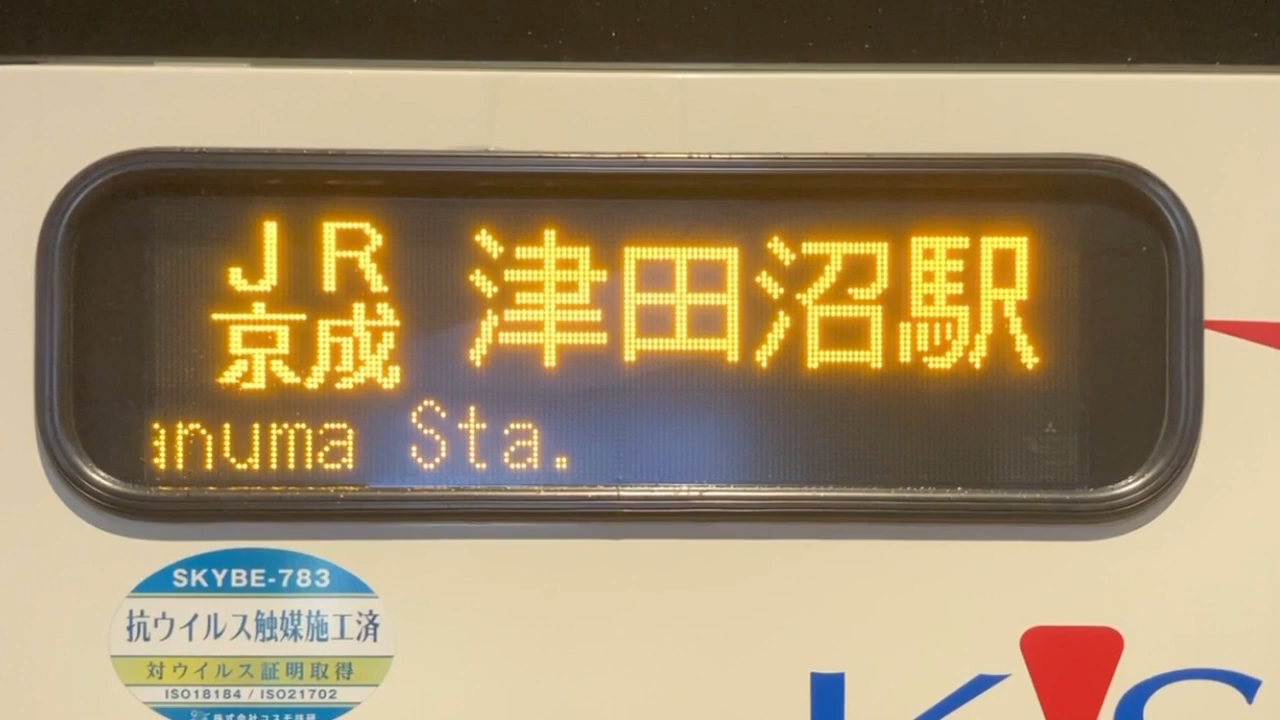 JR
京成
津田沼駅
anuma Sta.
SKYBE-783
抗ウイルス触媒施工済
対ウイルス証明取得
ISO18184 / ISO21702
K'S